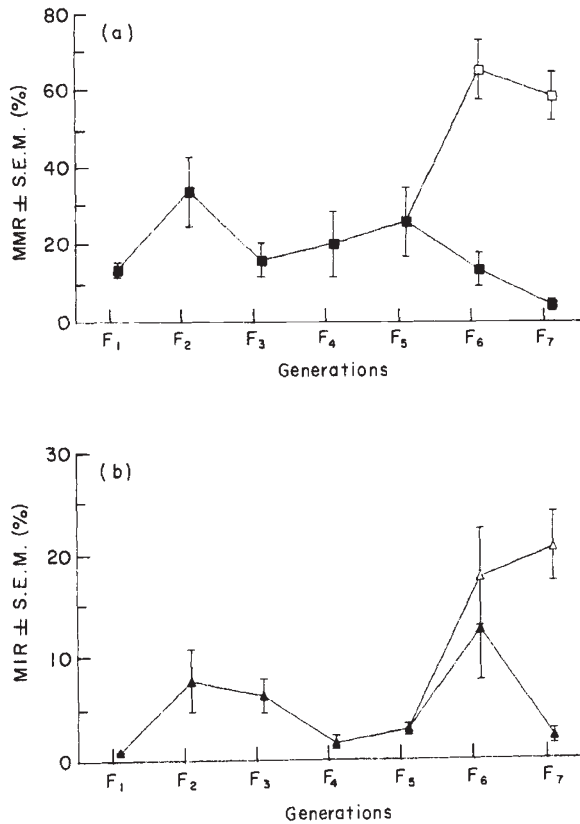 (a)
MMR ± S.E.M. (%)
80
60
40
20
0
F₁ F₂ F₃ F₄ F₅ F₆ F₇
Generations
(b)
MIR ± S.E.M. (%)
30
20
10
0
F₁ F₂ F₃ F₄ F₅ F₆ F₇
Generations